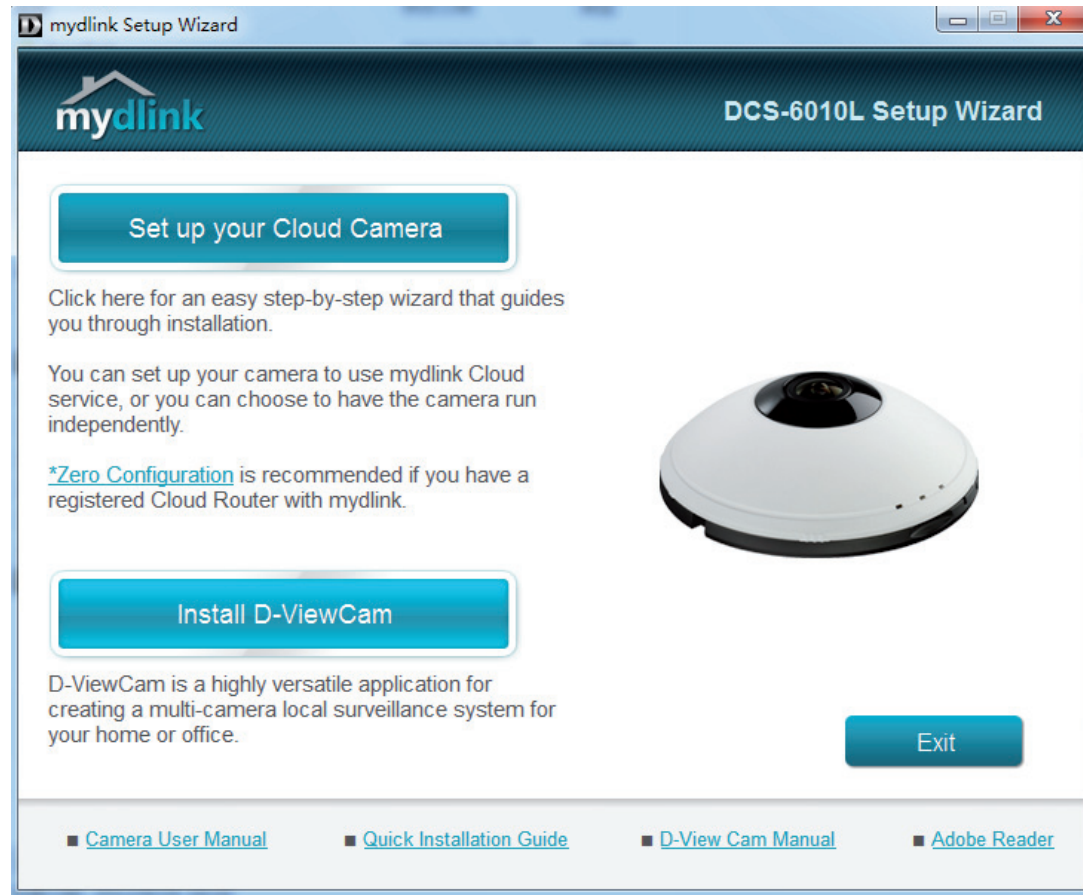 mydlink Setup Wizard
mydlink
DCS-6010L Setup Wizard
Set up your Cloud Camera
Click here for an easy step-by-step wizard that guides
you through installation.
You can set up your camera to use mydlink Cloud
service, or you can choose to have the camera run
independently.
*Zero Configuration is recommended if you have a
registered Cloud Router with mydlink.
Install D-ViewCam
D-ViewCam is a highly versatile application for
creating a multi-camera local surveillance system for
your home or office.
Exit
Camera User Manual
Quick Installation Guide
D-View Cam Manual
Adobe Reader